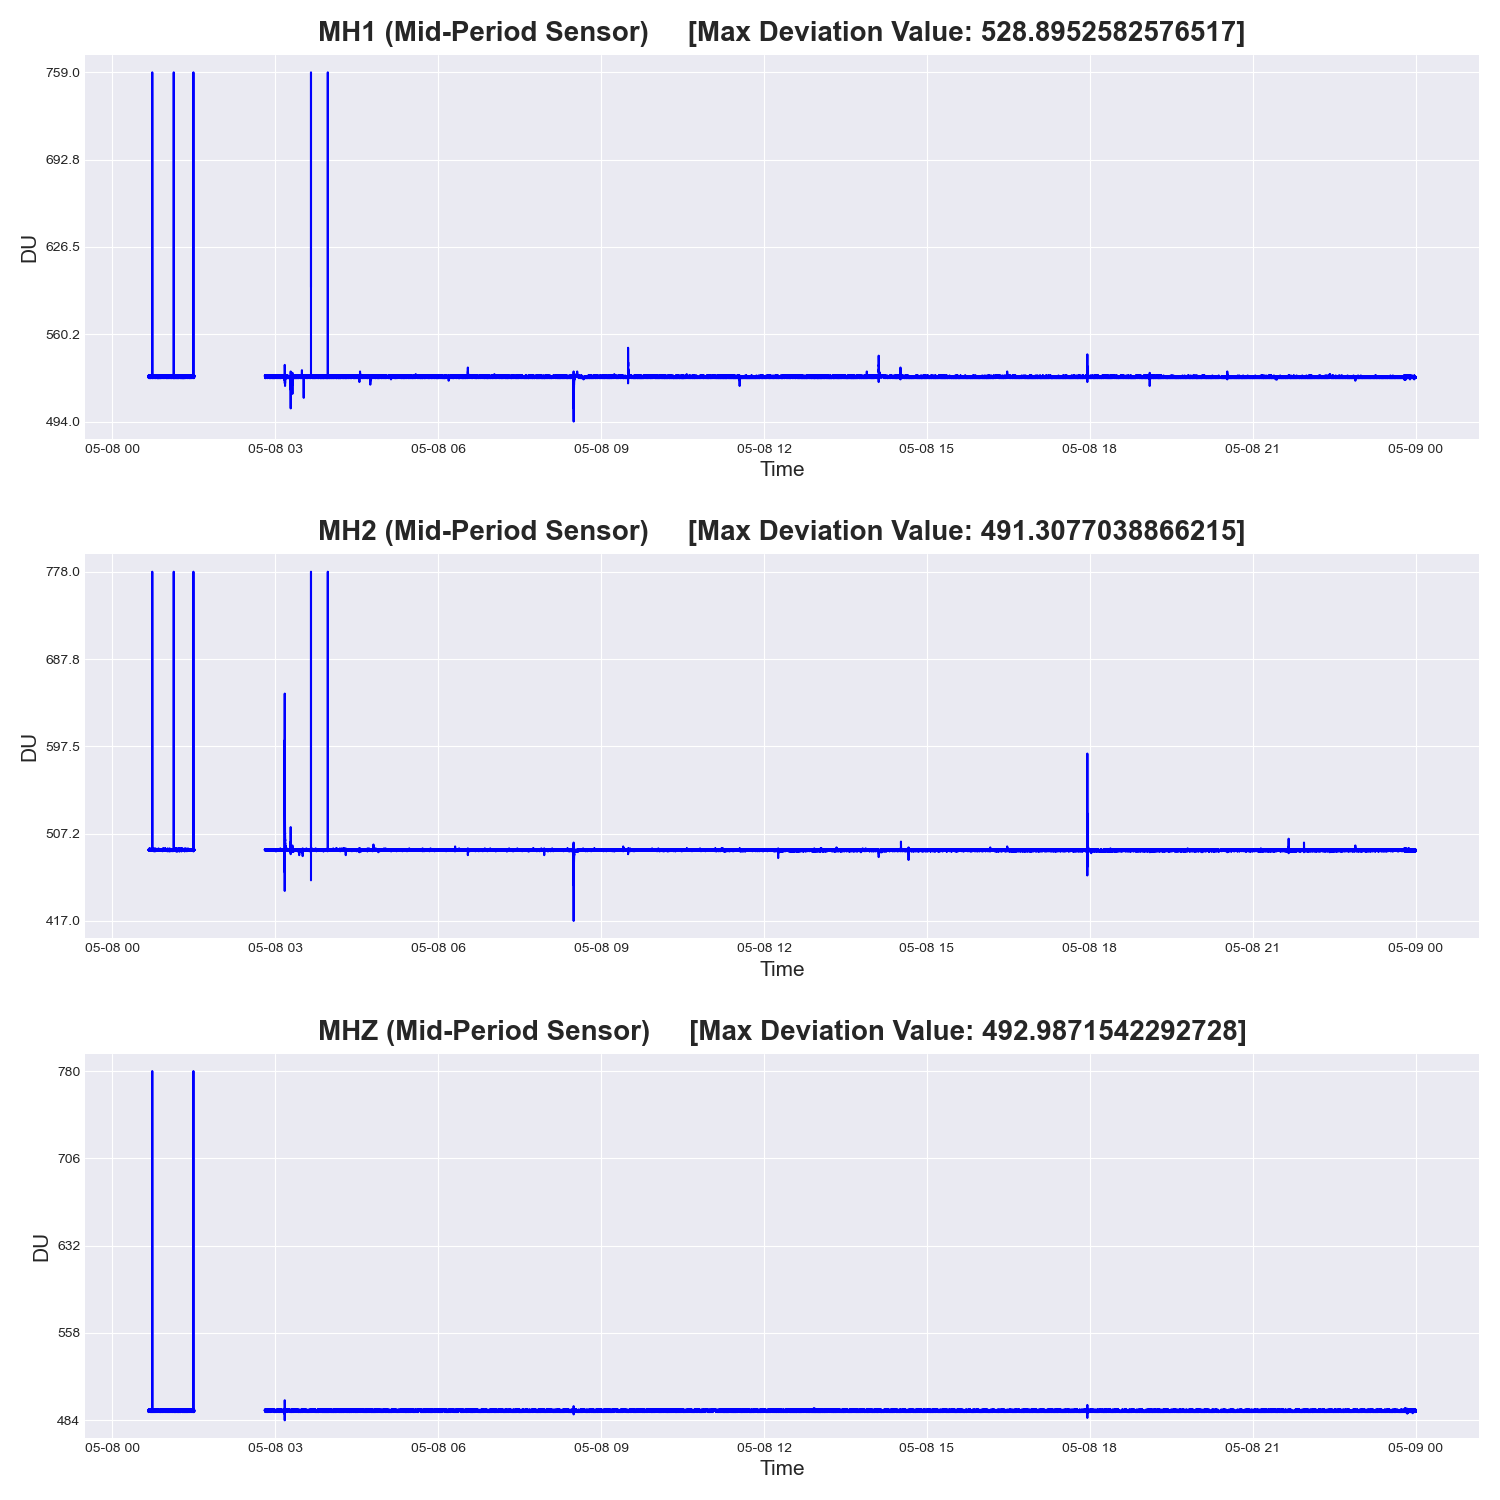 MH1 (Mid-Period Sensor) [Max Deviation Value: 528.8952582576517]
759.0
692.8
626.5
560.2
494.0
DU
05-08 00 05-08 03 05-08 06 05-08 09 05-08 12 05-08 15 05-08 18 05-08 21 05-09 00
Time
MH2 (Mid-Period Sensor) [Max Deviation Value: 491.3077038866215]
778.0
687.8
597.5
507.2
417.0
DU
05-08 00 05-08 03 05-08 06 05-08 09 05-08 12 05-08 15 05-08 18 05-08 21 05-09 00
Time
MHZ (Mid-Period Sensor) [Max Deviation Value: 492.9871542292728]
780
706
632
558
484
DU
05-08 00 05-08 03 05-08 06 05-08 09 05-08 12 05-08 15 05-08 18 05-08 21 05-09 00
Time